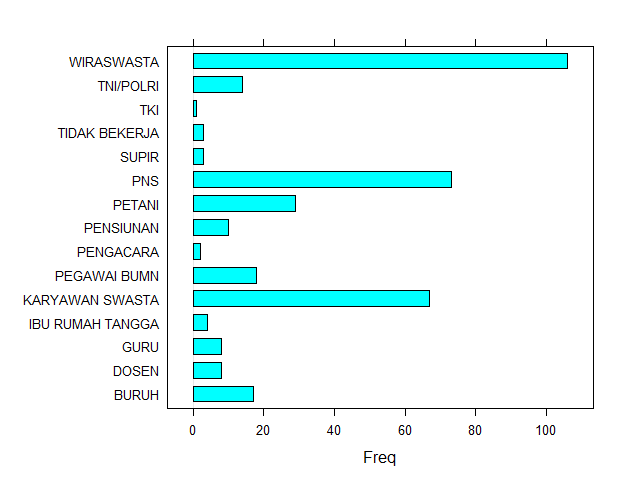 WIRASWASTA
TNI/POLRI
TKI
TIDAK BEKERJA
SUPIR
PNS
PETANI
PENSIUNAN
PENGACARA
PEGAWAI BUMN
KARYAWAN SWASTA
IBU RUMAH TANGGA
GURU
DOSEN
BURUH
0 20 40 60 80 100
Freq